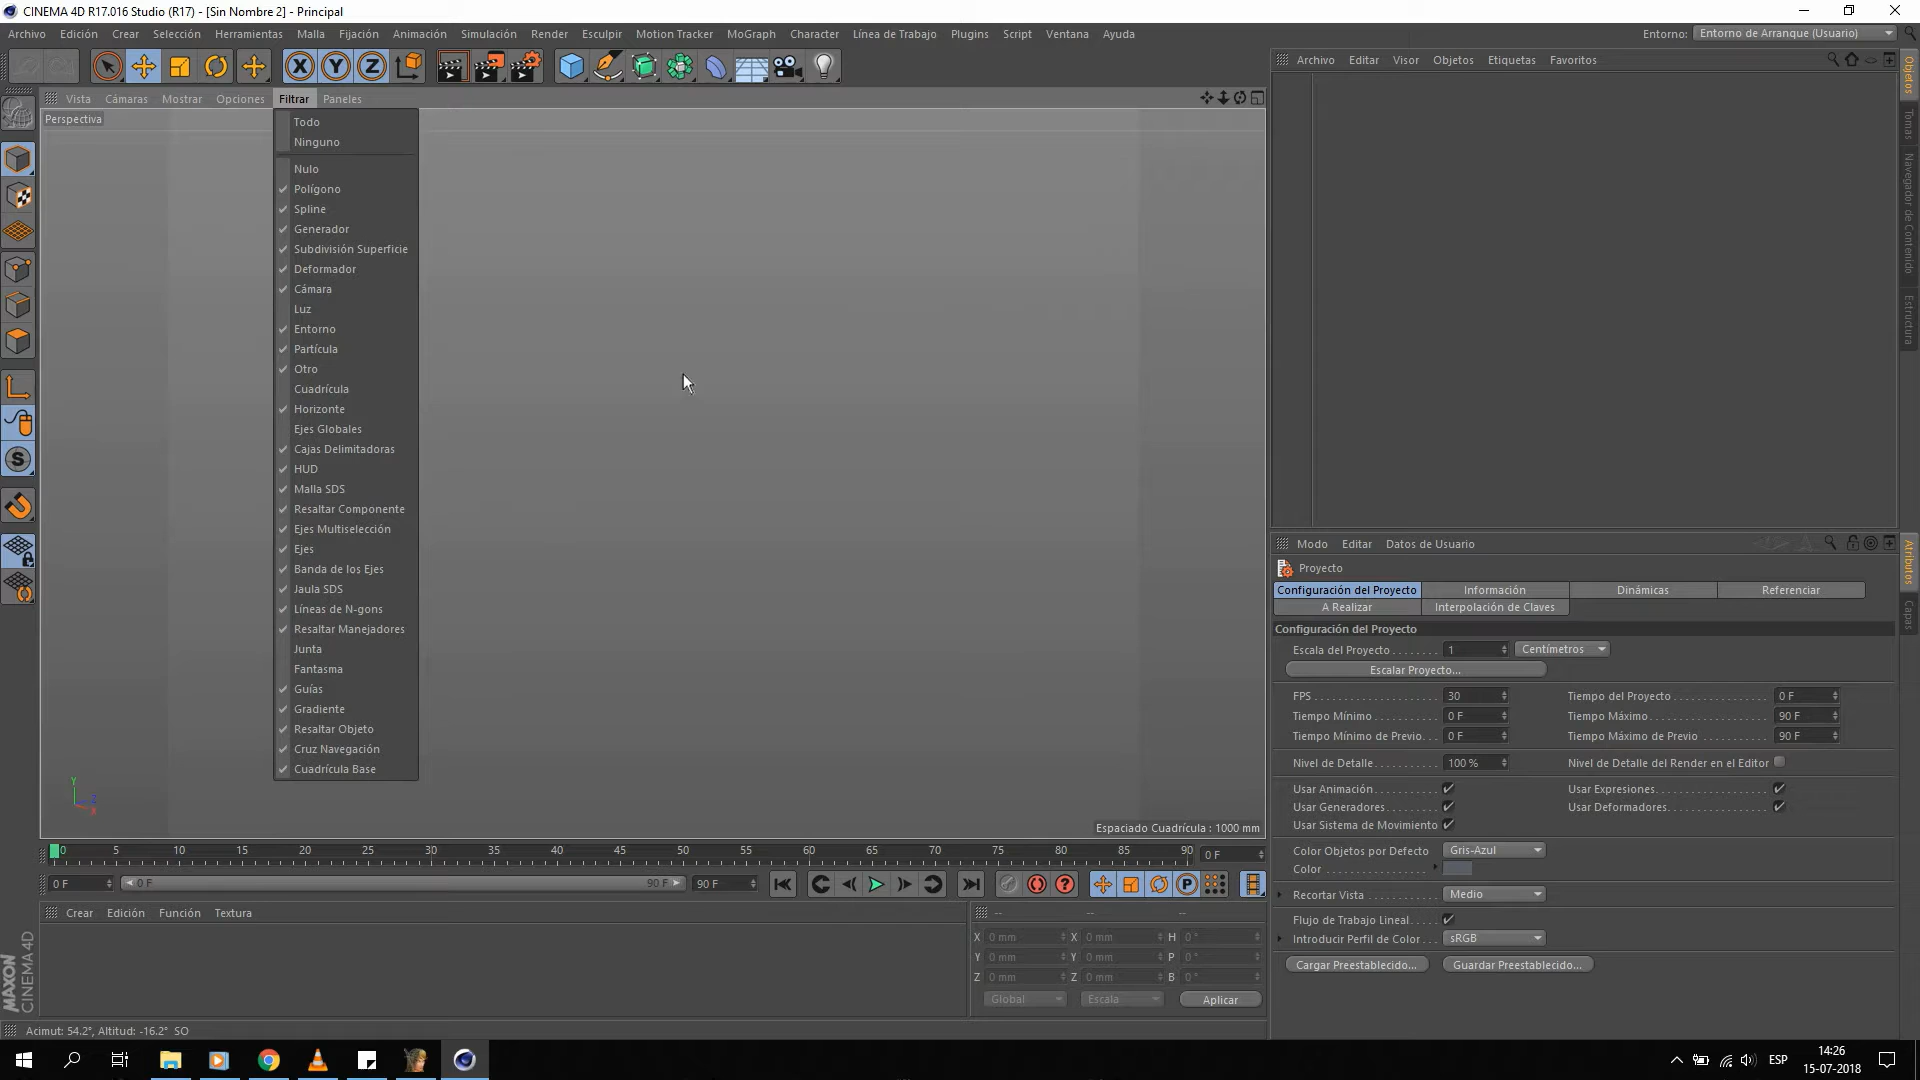 CINEMA 4D R17.016 Studio (R17) - [Sin Nombre 2] - Principal
Archivo Edición Crear Selección Herramientas Malla Fijación Animación Simulación Render Esculpir Motion Tracker MoGraph Character Línea de Trabajo Plugins Script Ventana Ayuda Entorno: Entorno de Arranque (Usuario)
Vista Cámaras Mostrar Opciones Filtrar Paneles
Perspectiva
Todo
Ninguno
Nulo
Polígono
Spline
Generador
Subdivisión Superficie
Deformador
Cámara
Luz
Entorno
Partícula
Otro
Cuadrícula
Horizonte
Ejes Globales
Cajas Delimitadoras
HUD
Malla SDS
Resaltar Componente
Ejes Multiselección
Ejes
Banda de los Ejes
Jaula SDS
Líneas de N-gons
Resaltar Manejadores
Junta
Fantasma
Guías
Gradiente
Resaltar Objeto
Cruz Navegación
Cuadrícula Base
Y
Z
X
Espaciado Cuadrícula : 1000 mm
0 5 10 15 20 25 30 35 40 45 50 55 60 65 70 75 80 85 90 0 F
0 F 0 F 90 F 90 F
Crear Edición Función Textura
-- -- --
X 0 mm X 0 mm H 0 °
Y 0 mm Y 0 mm P 0 °
Z 0 mm Z 0 mm B 0 °
Global Escala Aplicar
MAXON
CINEMA 4D
Acimut: 54.2°, Altitud: -16.2° SO
Archivo Editar Visor Objetos Etiquetas Favoritos
Objetos
Tomas
Navegador de Contenido
Estructura
Modo Editar Datos de Usuario
Atributos
Capas
Proyecto
Configuración del Proyecto Información Dinámicas Referenciar
A Realizar Interpolación de Claves
Configuración del Proyecto
Escala del Proyecto . . . . . . . . 1 Centímetros
Escalar Proyecto...
FPS 30 Tiempo del Proyecto 0 F
Tiempo Mínimo 0 F Tiempo Máximo 90 F
Tiempo Mínimo de Previo. . . 0 F Tiempo Máximo de Previo 90 F
Nivel de Detalle 100 % Nivel de Detalle del Render en el Editor
Usar Animación Usar Expresiones
Usar Generadores Usar Deformadores
Usar Sistema de Movimiento
Color Objetos por Defecto Gris-Azul
Color
Recortar Vista Medio
Flujo de Trabajo Lineal
Introducir Perfil de Color . . . sRGB
Cargar Preestablecido... Guardar Preestablecido...
ESP
14:26
15-07-2018